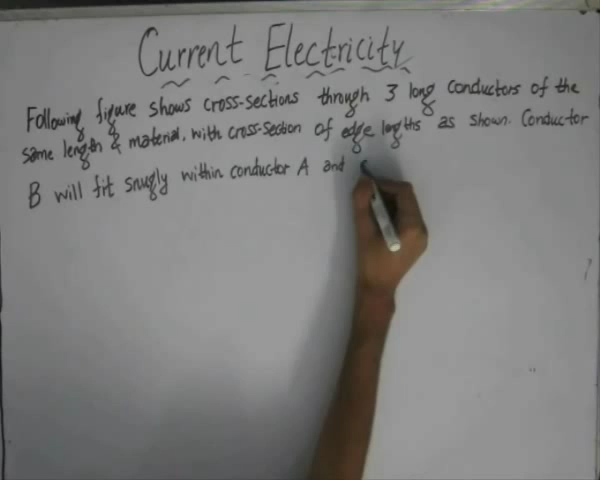 Current Electricity
Following figure shows cross-sections through 3 long conductors of the
same length & material, with cross-section of edge lengths as shown. Conductor
B will fit snugly within conductor A and